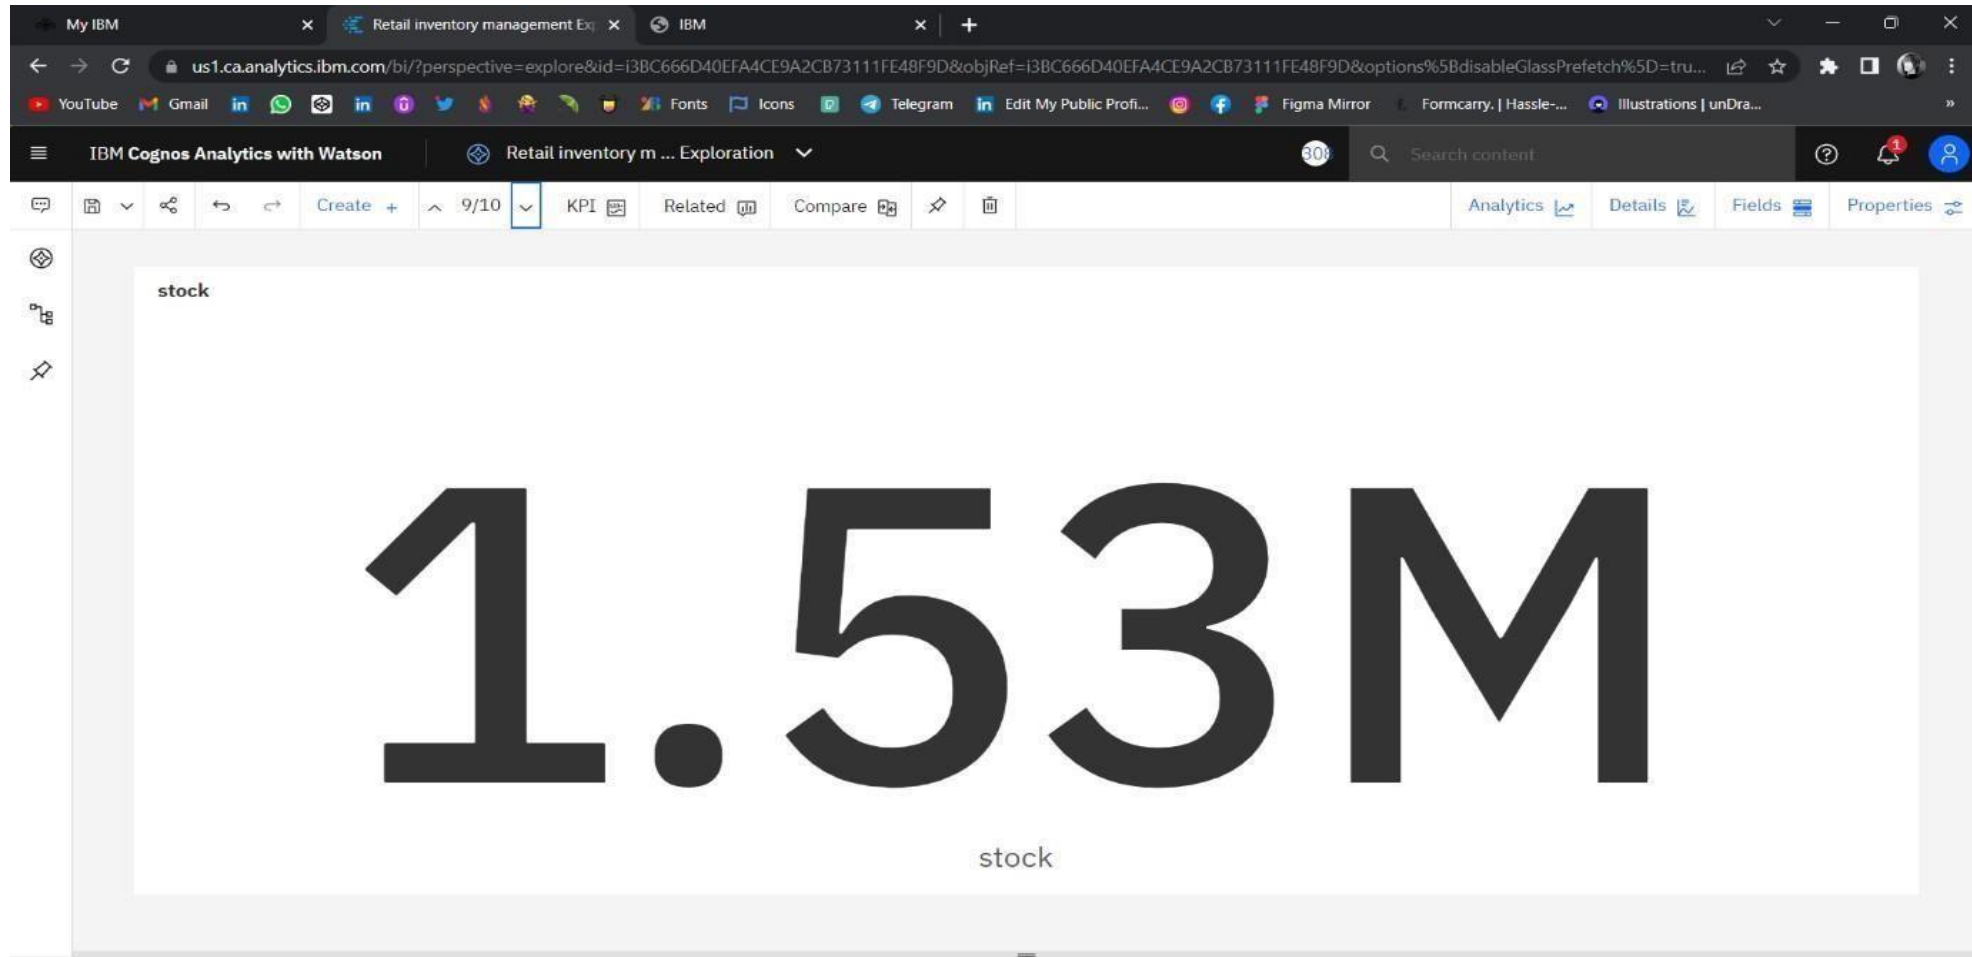 My IBM
Retail inventory management Ex
IBM
us1.ca.analytics.ibm.com/bi/?perspective=explore&id=i3BC666D40EFA4CE9A2CB73111FE48F9D&objRef=i3BC666D40EFA4CE9A2CB73111FE48F9D&options%5BdisableGlassPrefetch%5D=tru...
YouTube Gmail Fonts Icons Telegram Edit My Public Profi... Figma Mirror Formcarry. | Hassle-... Illustrations | unDra... »
IBM Cognos Analytics with Watson
Retail inventory m ... Exploration
308
Search content
1
Create +
9/10
KPI
Related
Compare
Analytics
Details
Fields
Properties
stock
1.53M
stock